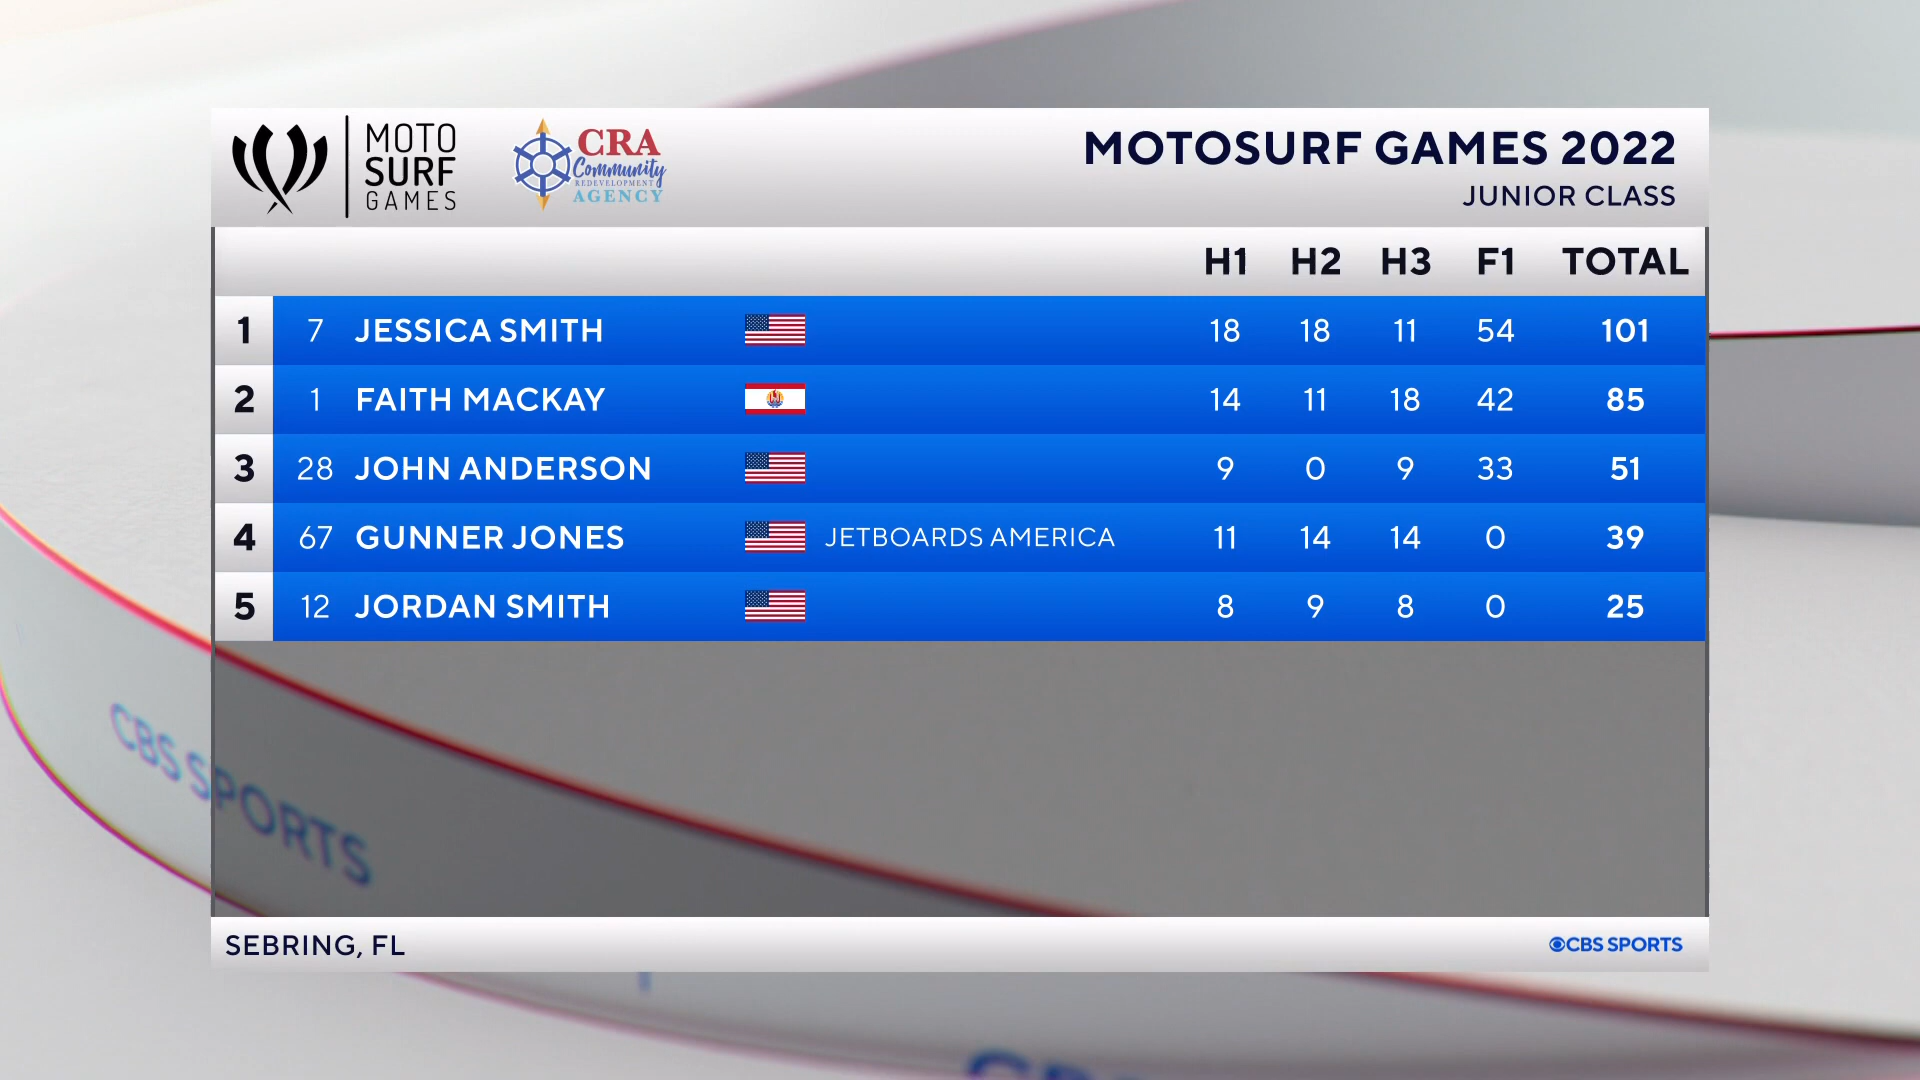 MOTO
SURF
GAMES
CRA
Community
REDEVELOPMENT
AGENCY
MOTOSURF GAMES 2022
JUNIOR CLASS
H1 H2 H3 F1 TOTAL
1 7 JESSICA SMITH 18 18 11 54 101
2 1 FAITH MACKAY 14 11 18 42 85
3 28 JOHN ANDERSON 9 0 9 33 51
4 67 GUNNER JONES JETBOARDS AMERICA 11 14 14 0 39
5 12 JORDAN SMITH 8 9 8 0 25
CBS SPORTS
SEBRING, FL
CBS SPORTS